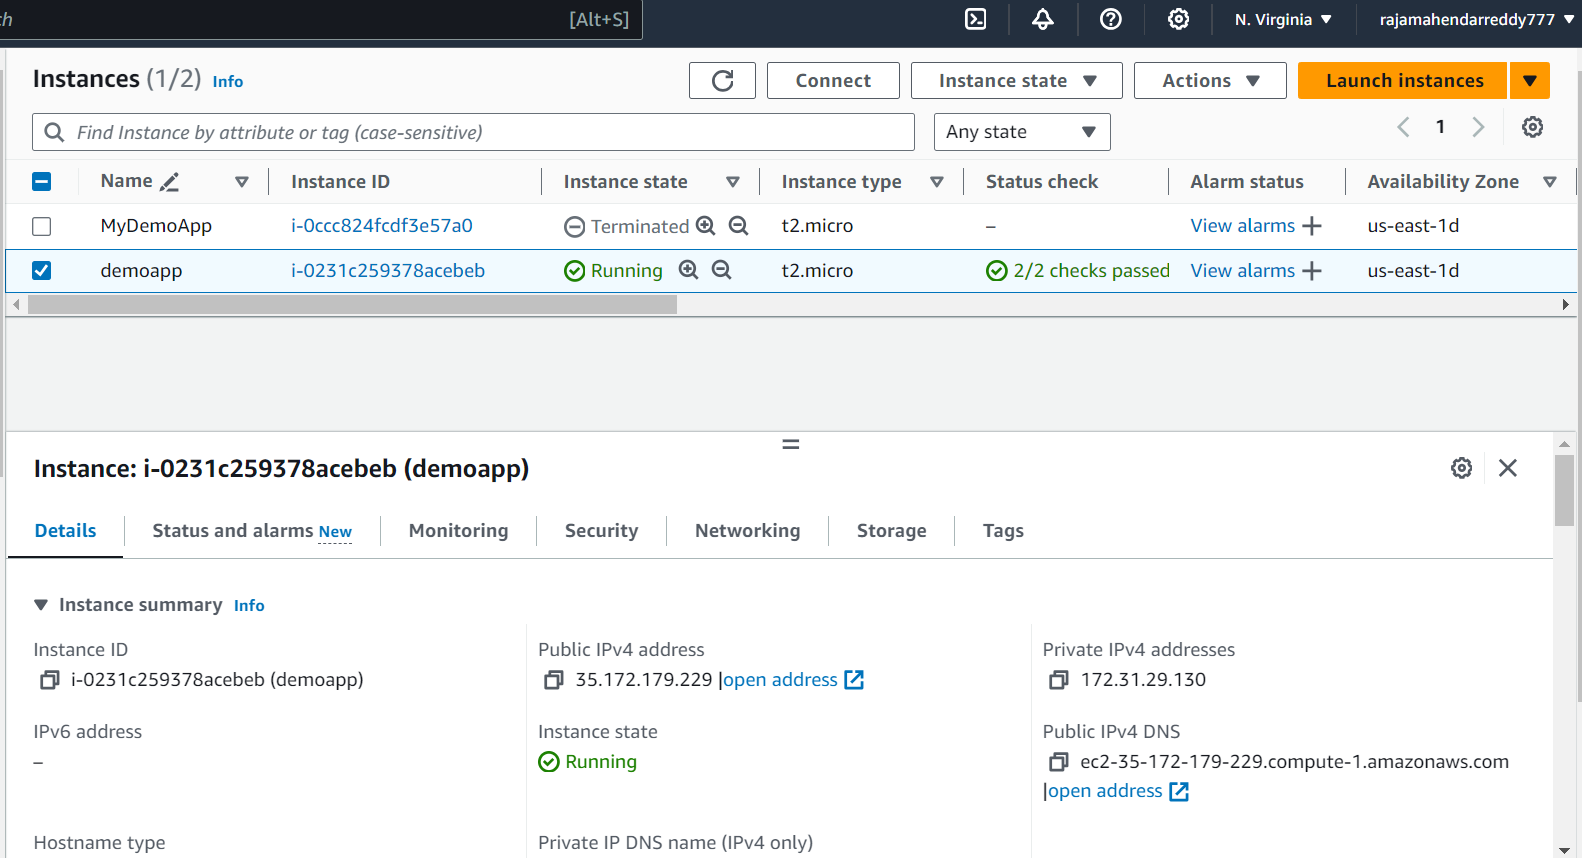 [Alt+S] N. Virginia rajamahendarreddy777
Instances (1/2) Info Connect Instance state Actions Launch instances
Find Instance by attribute or tag (case-sensitive) Any state 1
Name Instance ID Instance state Instance type Status check Alarm status Availability Zone
MyDemoApp i-0ccc824fcdf3e57a0 Terminated t2.micro – View alarms us-east-1d
demoapp i-0231c259378acebeb Running t2.micro 2/2 checks passed View alarms us-east-1d
Instance: i-0231c259378acebeb (demoapp)
Details Status and alarms New Monitoring Security Networking Storage Tags
Instance summary Info
Instance ID Public IPv4 address Private IPv4 addresses
i-0231c259378acebeb (demoapp) 35.172.179.229 |open address 172.31.29.130
IPv6 address Instance state Public IPv4 DNS
– Running ec2-35-172-179-229.compute-1.amazonaws.com
|open address
Hostname type Private IP DNS name (IPv4 only)